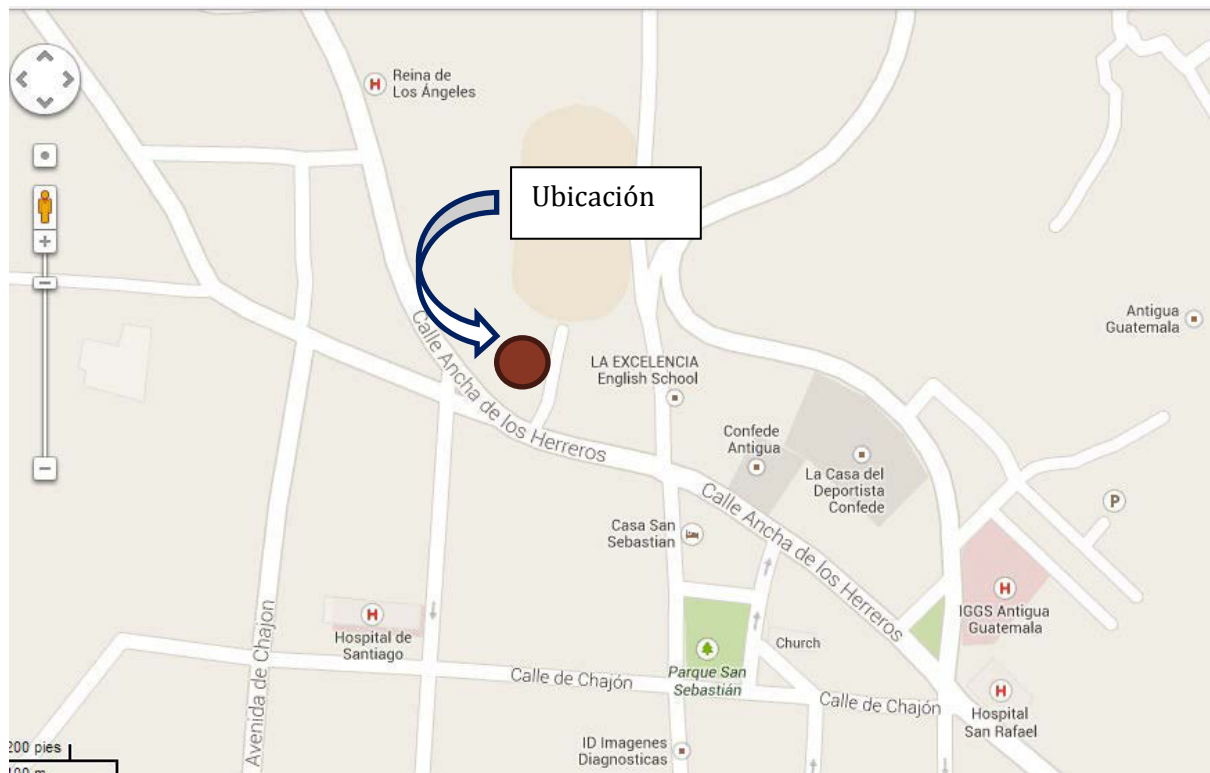 Reina de
Los Ángeles
Ubicación
Antigua
Guatemala
Calle Ancha de los Herreros
LA EXCELENCIA
English School
Confede
Antigua
La Casa del
Deportista
Confede
P
Calle Ancha de los Herreros
Casa San
Sebastian
IGGS Antigua
Guatemala
Hospital de
Santiago
Church
Parque San
Sebastián
Calle de Chajón
Calle de Chajón
Hospital
San Rafael
Avenida de Chajon
ID Imagenes
Diagnosticas
200 pies
100 m
H
H
H
H